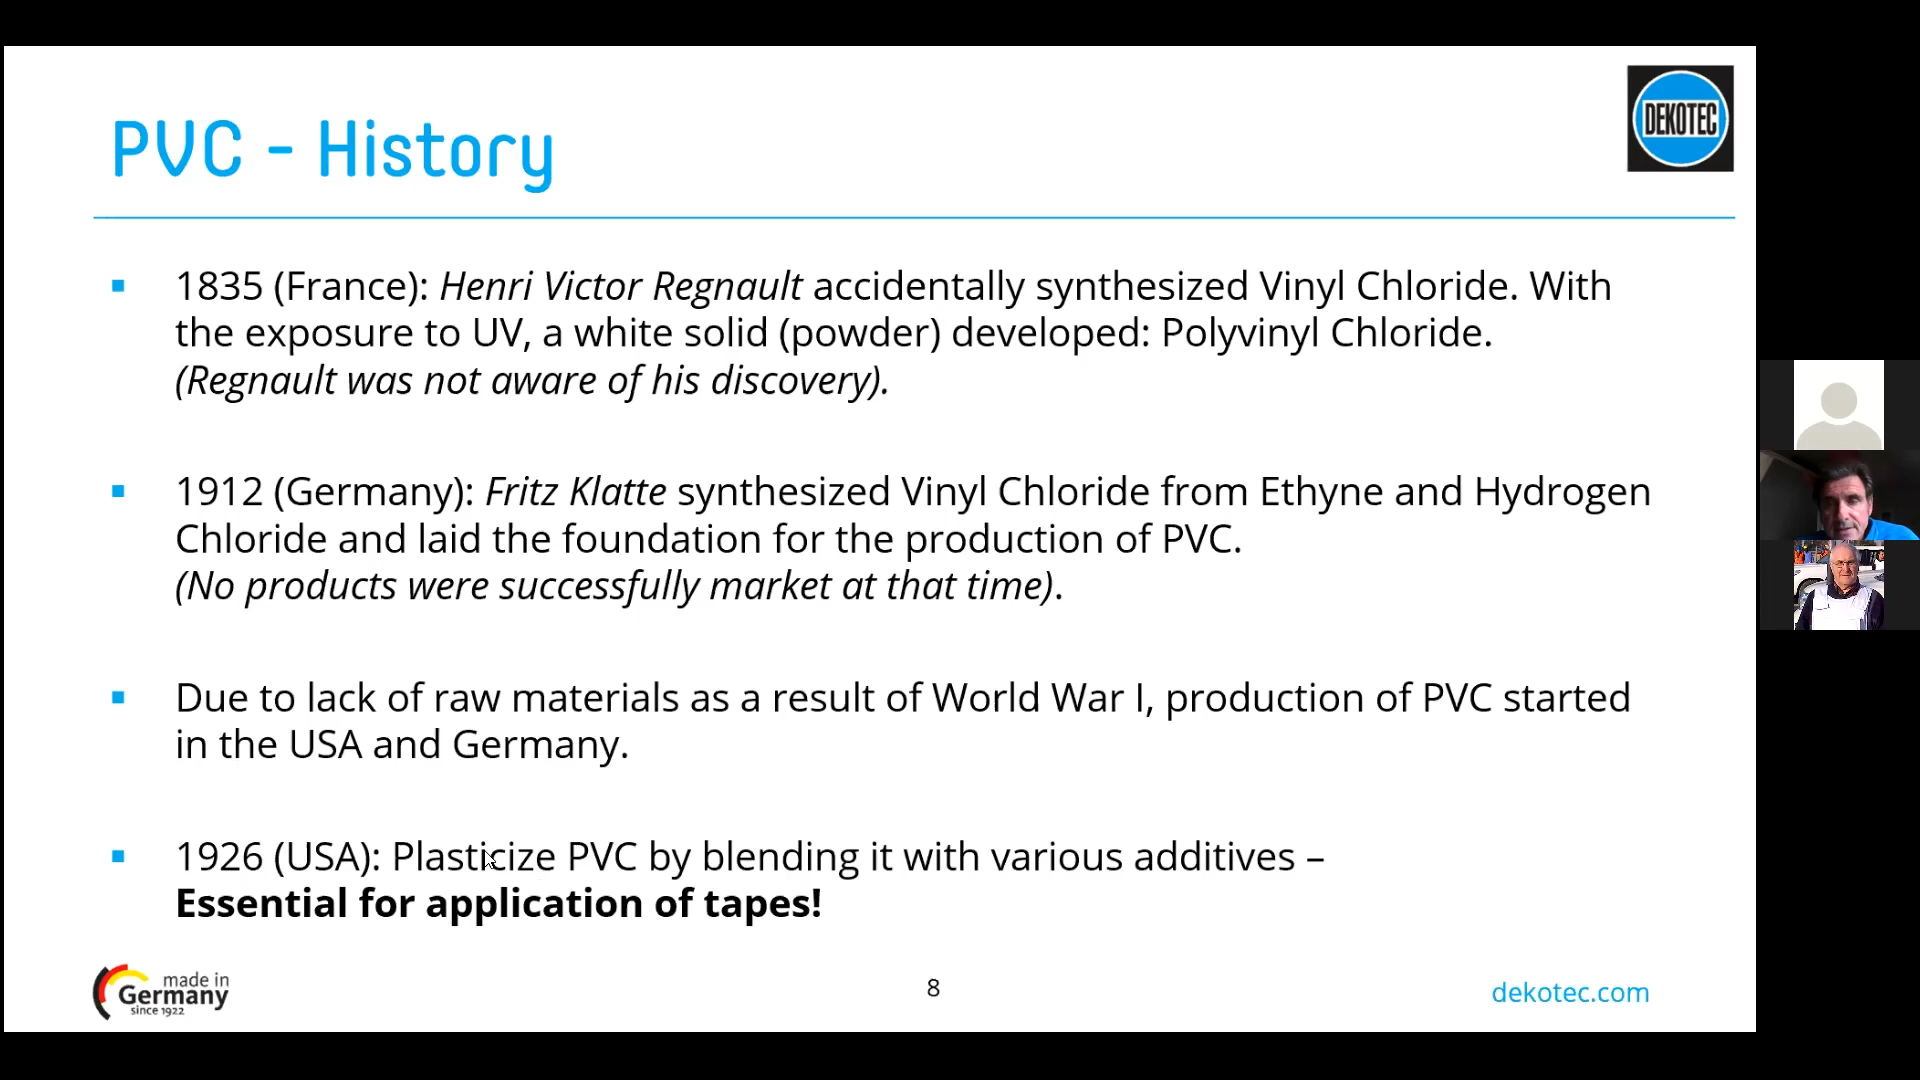 PVC - History
DEKOTEC
1835 (France): Henri Victor Regnault accidentally synthesized Vinyl Chloride. With
the exposure to UV, a white solid (powder) developed: Polyvinyl Chloride.
(Regnault was not aware of his discovery).
1912 (Germany): Fritz Klatte synthesized Vinyl Chloride from Ethyne and Hydrogen
Chloride and laid the foundation for the production of PVC.
(No products were successfully market at that time).
Due to lack of raw materials as a result of World War I, production of PVC started
in the USA and Germany.
1926 (USA): Plasticize PVC by blending it with various additives –
Essential for application of tapes!
made in
Germany
since 1922
8
dekotec.com